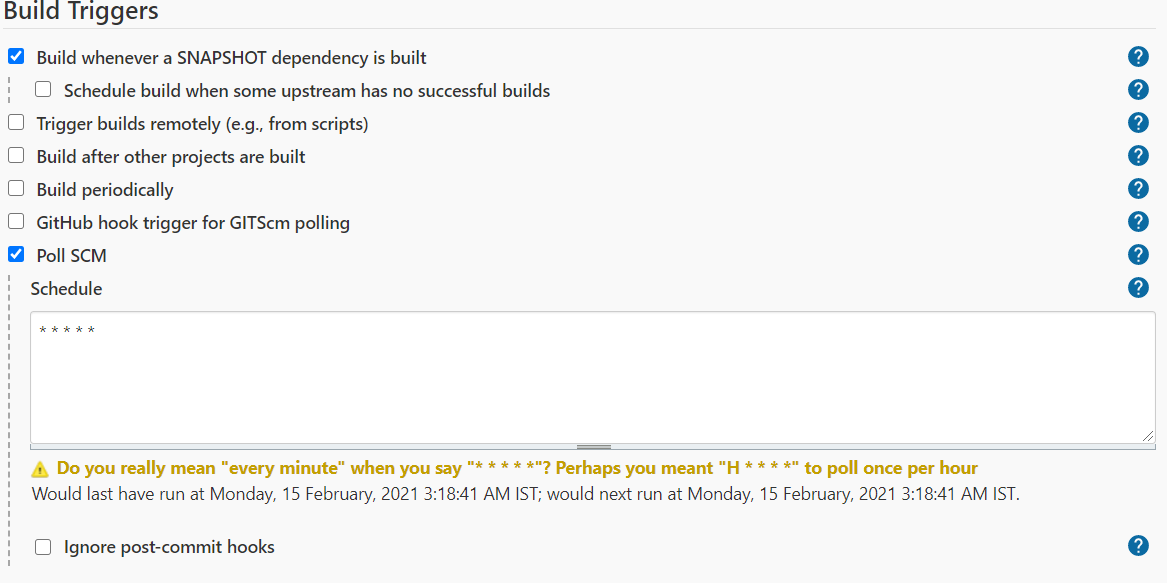 Build Triggers
Build whenever a SNAPSHOT dependency is built
?
Schedule build when some upstream has no successful builds
?
Trigger builds remotely (e.g., from scripts)
?
Build after other projects are built
?
Build periodically
?
GitHub hook trigger for GITScm polling
?
Poll SCM
?
Schedule
?
* * * * *
Do you really mean "every minute" when you say "* * * * *"? Perhaps you meant "H * * * *" to poll once per hour
Would last have run at Monday, 15 February, 2021 3:18:41 AM IST; would next run at Monday, 15 February, 2021 3:18:41 AM IST.
Ignore post-commit hooks
?